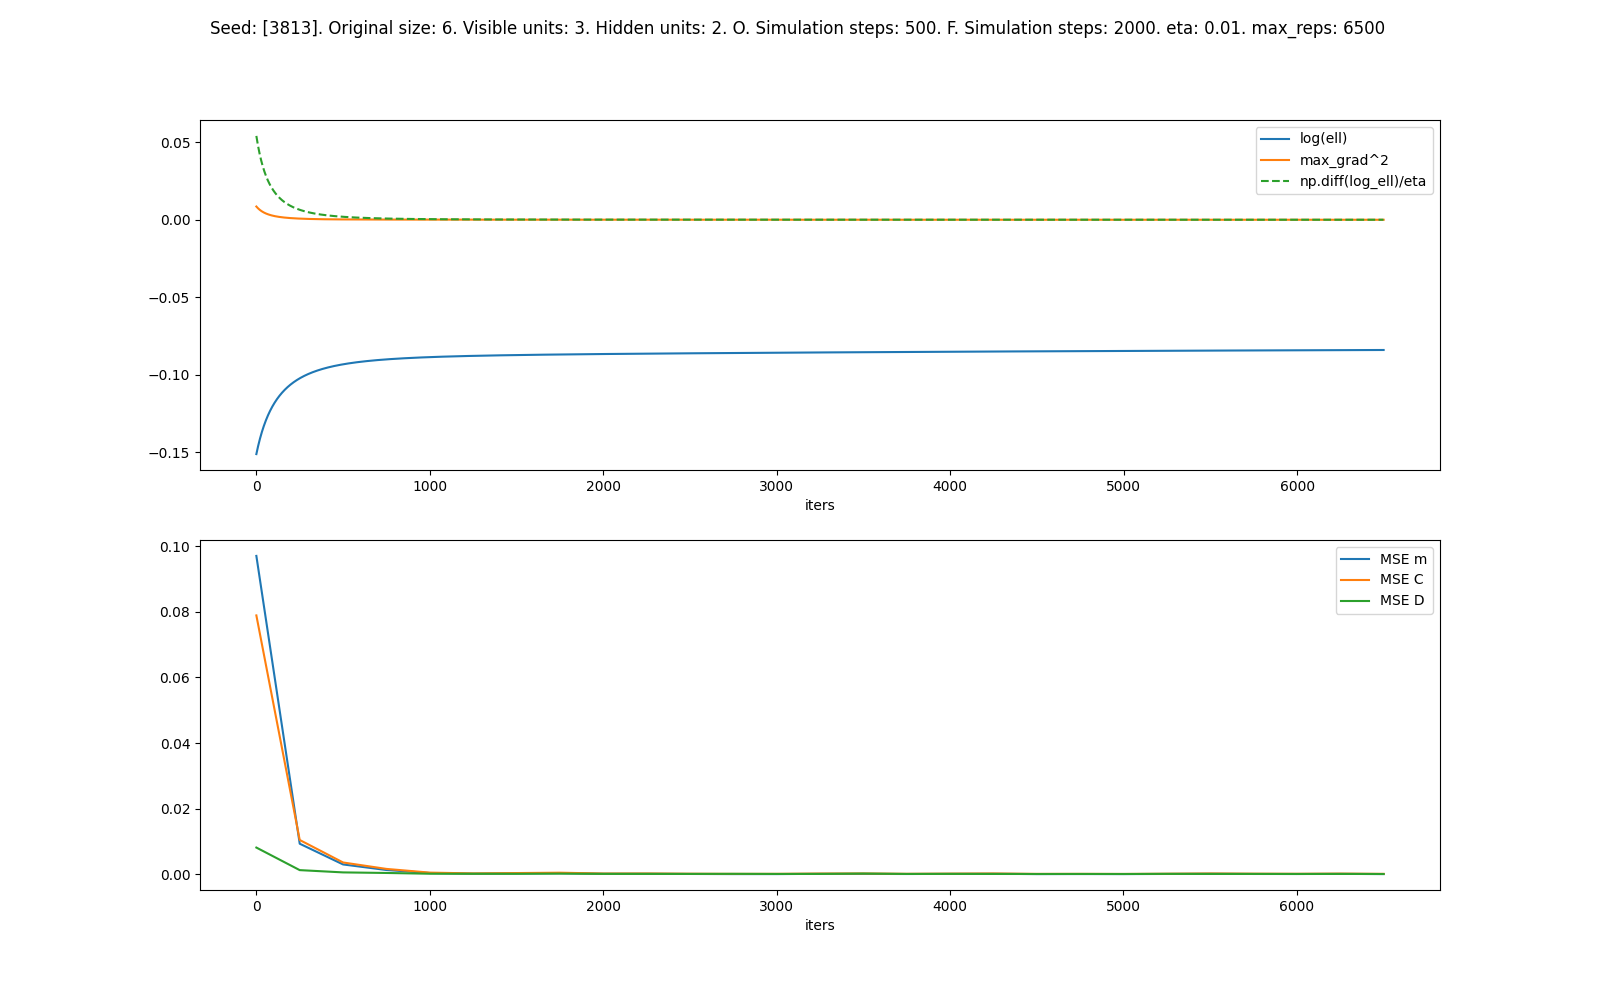 Seed: [3813]. Original size: 6. Visible units: 3. Hidden units: 2. O. Simulation steps: 500. F. Simulation steps: 2000. eta: 0.01. max_reps: 6500
0.05
0.00
−0.05
−0.10
−0.15
log(ell)
max_grad^2
np.diff(log_ell)/eta
0 1000 2000 3000 4000 5000 6000
iters
0.10
0.08
0.06
0.04
0.02
0.00
MSE m
MSE C
MSE D
0 1000 2000 3000 4000 5000 6000
iters